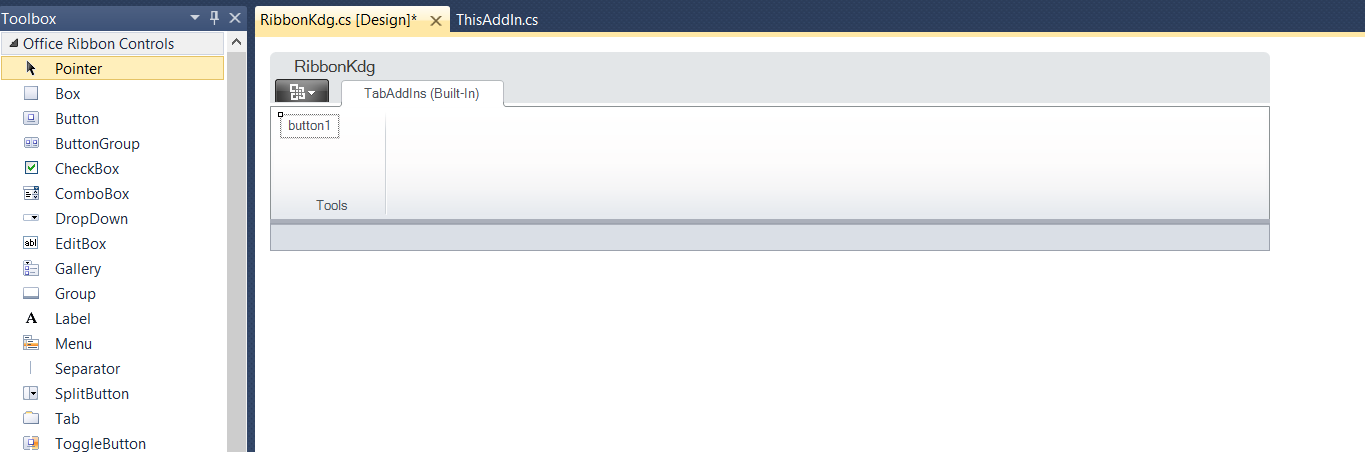 Toolbox
Office Ribbon Controls
Pointer
Box
Button
ButtonGroup
CheckBox
ComboBox
DropDown
abl EditBox
Gallery
Group
A Label
Menu
Separator
SplitButton
Tab
ToggleButton
RibbonKdg.cs [Design]* ThisAddIn.cs
RibbonKdg
TabAddIns (Built-In)
button1
Tools